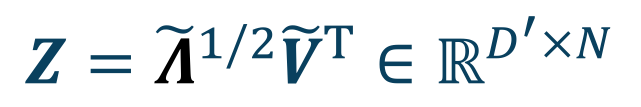 𝒁 = 𝜦̃^{1/2} 𝑽̃^T ∈ ℝ^{D′×N}